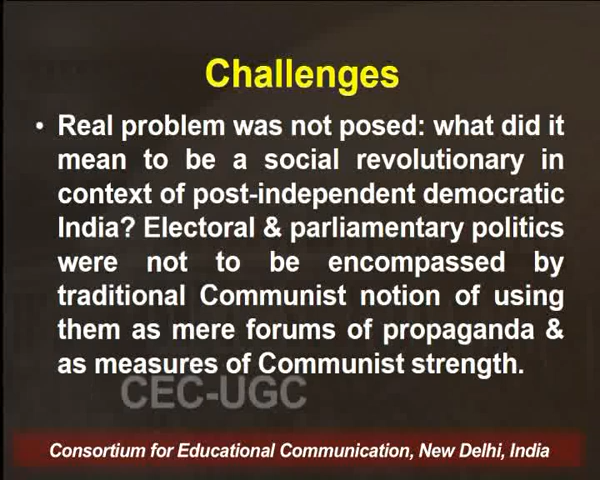 Challenges
• Real problem was not posed: what did it
mean to be a social revolutionary in
context of post-independent democratic
India? Electoral & parliamentary politics
were not to be encompassed by
traditional Communist notion of using
them as mere forums of propaganda &
as measures of Communist strength.
CEC-UGC
Consortium for Educational Communication, New Delhi, India